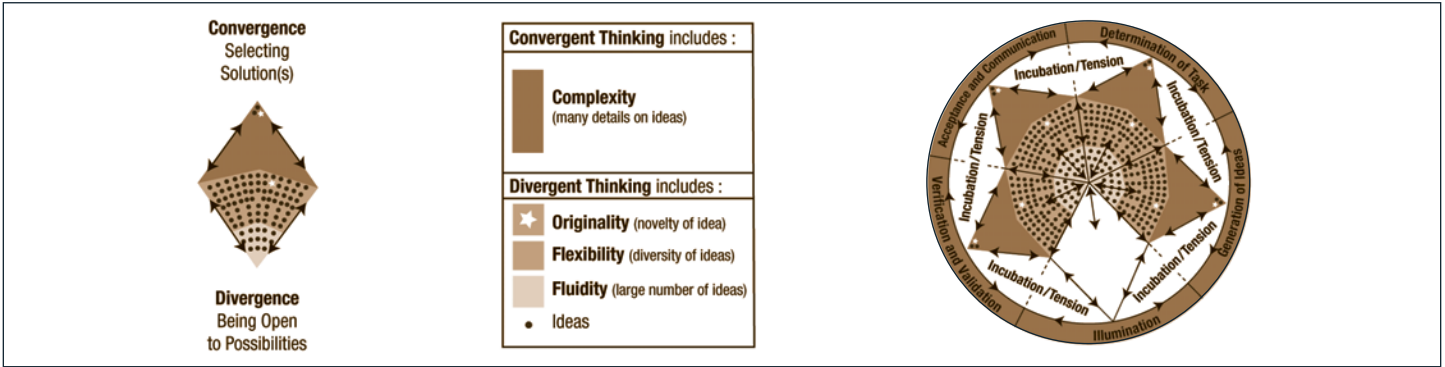 Convergence
Selecting
Solution(s)
Divergence
Being Open
to Possibilities
Convergent Thinking includes :
Complexity
(many details on ideas)
Divergent Thinking includes :
Originality (novelty of idea)
Flexibility (diversity of ideas)
Fluidity (large number of ideas)
Ideas
Acceptance and Communication
Determination of Task
Generation of Ideas
Illumination
Verification and Validation
Incubation/Tension
Incubation/Tension
Incubation/Tension
Incubation/Tension
Incubation/Tension